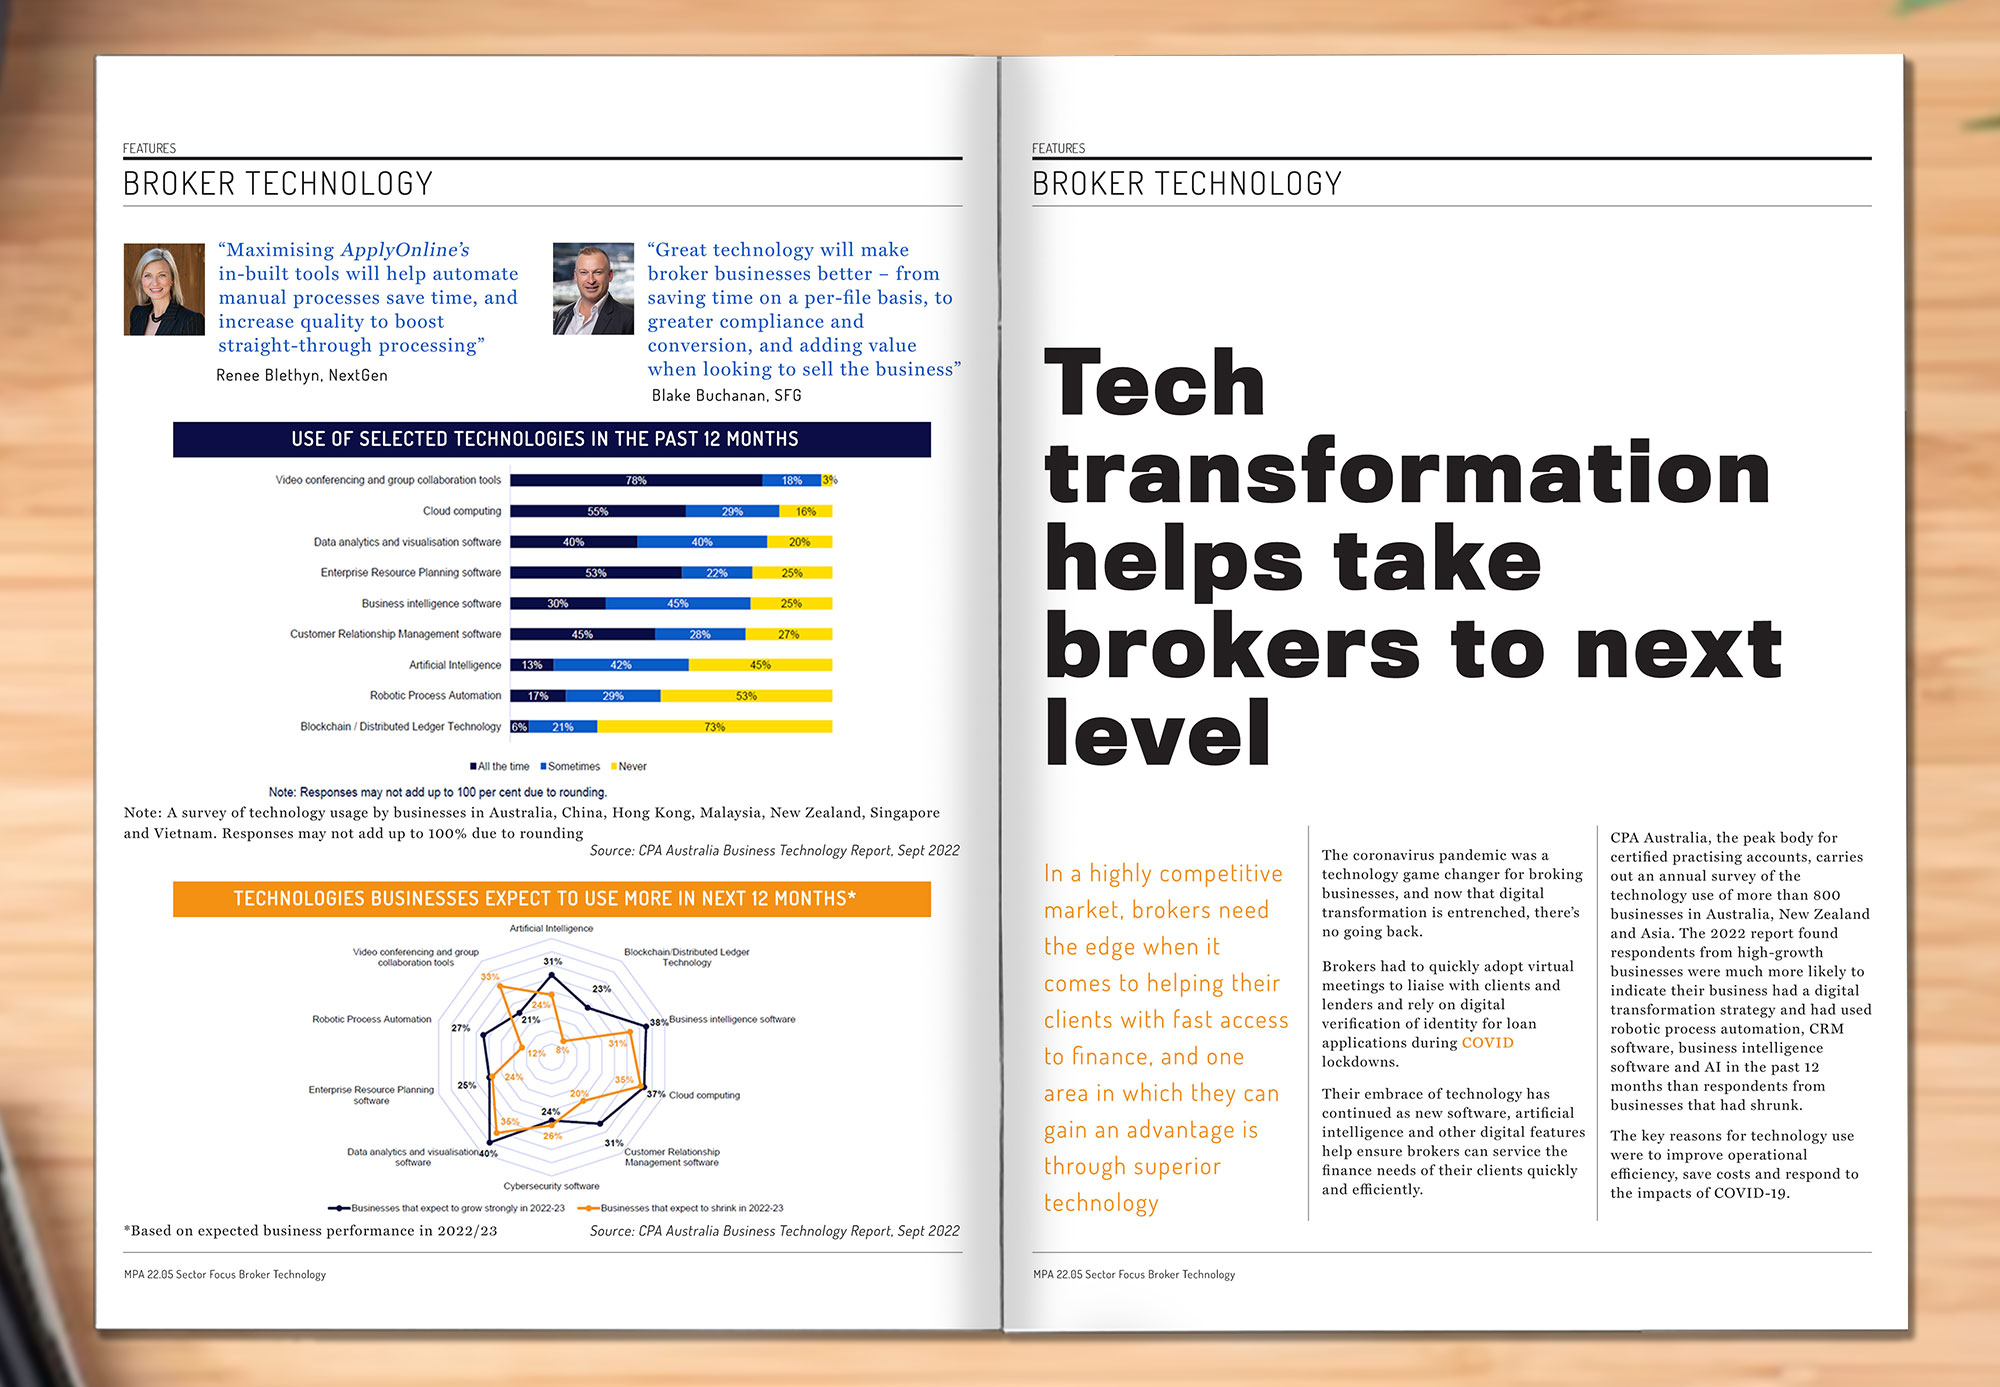 FEATURES
BROKER TECHNOLOGY
“Maximising ApplyOnline’s
in-built tools will help automate
manual processes save time, and
increase quality to boost
straight-through processing”
Renee Blethyn, NextGen
“Great technology will make
broker businesses better – from
saving time on a per-file basis, to
greater compliance and
conversion, and adding value
when looking to sell the business”
Blake Buchanan, SFG
USE OF SELECTED TECHNOLOGIES IN THE PAST 12 MONTHS
Video conferencing and group collaboration tools 78% 18% 3%
Cloud computing 55% 29% 16%
Data analytics and visualisation software 40% 40% 20%
Enterprise Resource Planning software 53% 22% 25%
Business intelligence software 30% 45% 25%
Customer Relationship Management software 45% 28% 27%
Artificial Intelligence 13% 42% 45%
Robotic Process Automation 17% 29% 53%
Blockchain / Distributed Ledger Technology 6% 21% 73%
All the time Sometimes Never
Note: Responses may not add up to 100 per cent due to rounding.
Note: A survey of technology usage by businesses in Australia, China, Hong Kong, Malaysia, New Zealand, Singapore
and Vietnam. Responses may not add up to 100% due to rounding
Source: CPA Australia Business Technology Report, Sept 2022
TECHNOLOGIES BUSINESSES EXPECT TO USE MORE IN NEXT 12 MONTHS*
Artificial Intelligence
Video conferencing and group
collaboration tools
Blockchain/Distributed Ledger
Technology
31%
33%
23%
24%
Robotic Process Automation
27%
21%
38%
Business intelligence software
31%
12%
8%
Enterprise Resource Planning
software
25%
24%
35%
20%
37%
Cloud computing
24%
35%
26%
31%
Data analytics and visualisation
software
40%
Customer Relationship
Management software
Cybersecurity software
Businesses that expect to grow strongly in 2022-23 Businesses that expect to shrink in 2022-23
*Based on expected business performance in 2022/23
Source: CPA Australia Business Technology Report, Sept 2022
MPA 22.05 Sector Focus Broker Technology
FEATURES
BROKER TECHNOLOGY
Tech
transformation
helps take
brokers to next
level
In a highly competitive
market, brokers need
the edge when it
comes to helping their
clients with fast access
to finance, and one
area in which they can
gain an advantage is
through superior
technology
The coronavirus pandemic was a
technology game changer for broking
businesses, and now that digital
transformation is entrenched, there’s
no going back.
Brokers had to quickly adopt virtual
meetings to liaise with clients and
lenders and rely on digital
verification of identity for loan
applications during COVID
lockdowns.
Their embrace of technology has
continued as new software, artificial
intelligence and other digital features
help ensure brokers can service the
finance needs of their clients quickly
and efficiently.
CPA Australia, the peak body for
certified practising accounts, carries
out an annual survey of the
technology use of more than 800
businesses in Australia, New Zealand
and Asia. The 2022 report found
respondents from high-growth
businesses were much more likely to
indicate their business had a digital
transformation strategy and had used
robotic process automation, CRM
software, business intelligence
software and AI in the past 12
months than respondents from
businesses that had shrunk.
The key reasons for technology use
were to improve operational
efficiency, save costs and respond to
the impacts of COVID-19.
MPA 22.05 Sector Focus Broker Technology